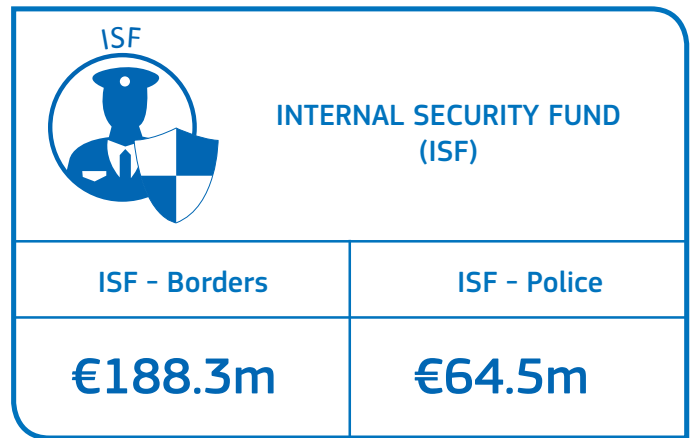 ISF
INTERNAL SECURITY FUND
(ISF)
ISF - Borders
ISF - Police
€188.3m
€64.5m